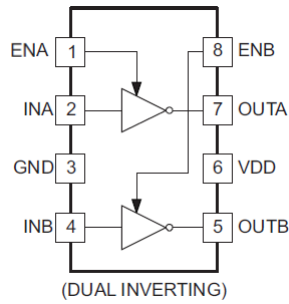 ENA 1 8 ENB
INA 2 7 OUTA
GND 3 6 VDD
INB 4 5 OUTB
(DUAL INVERTING)